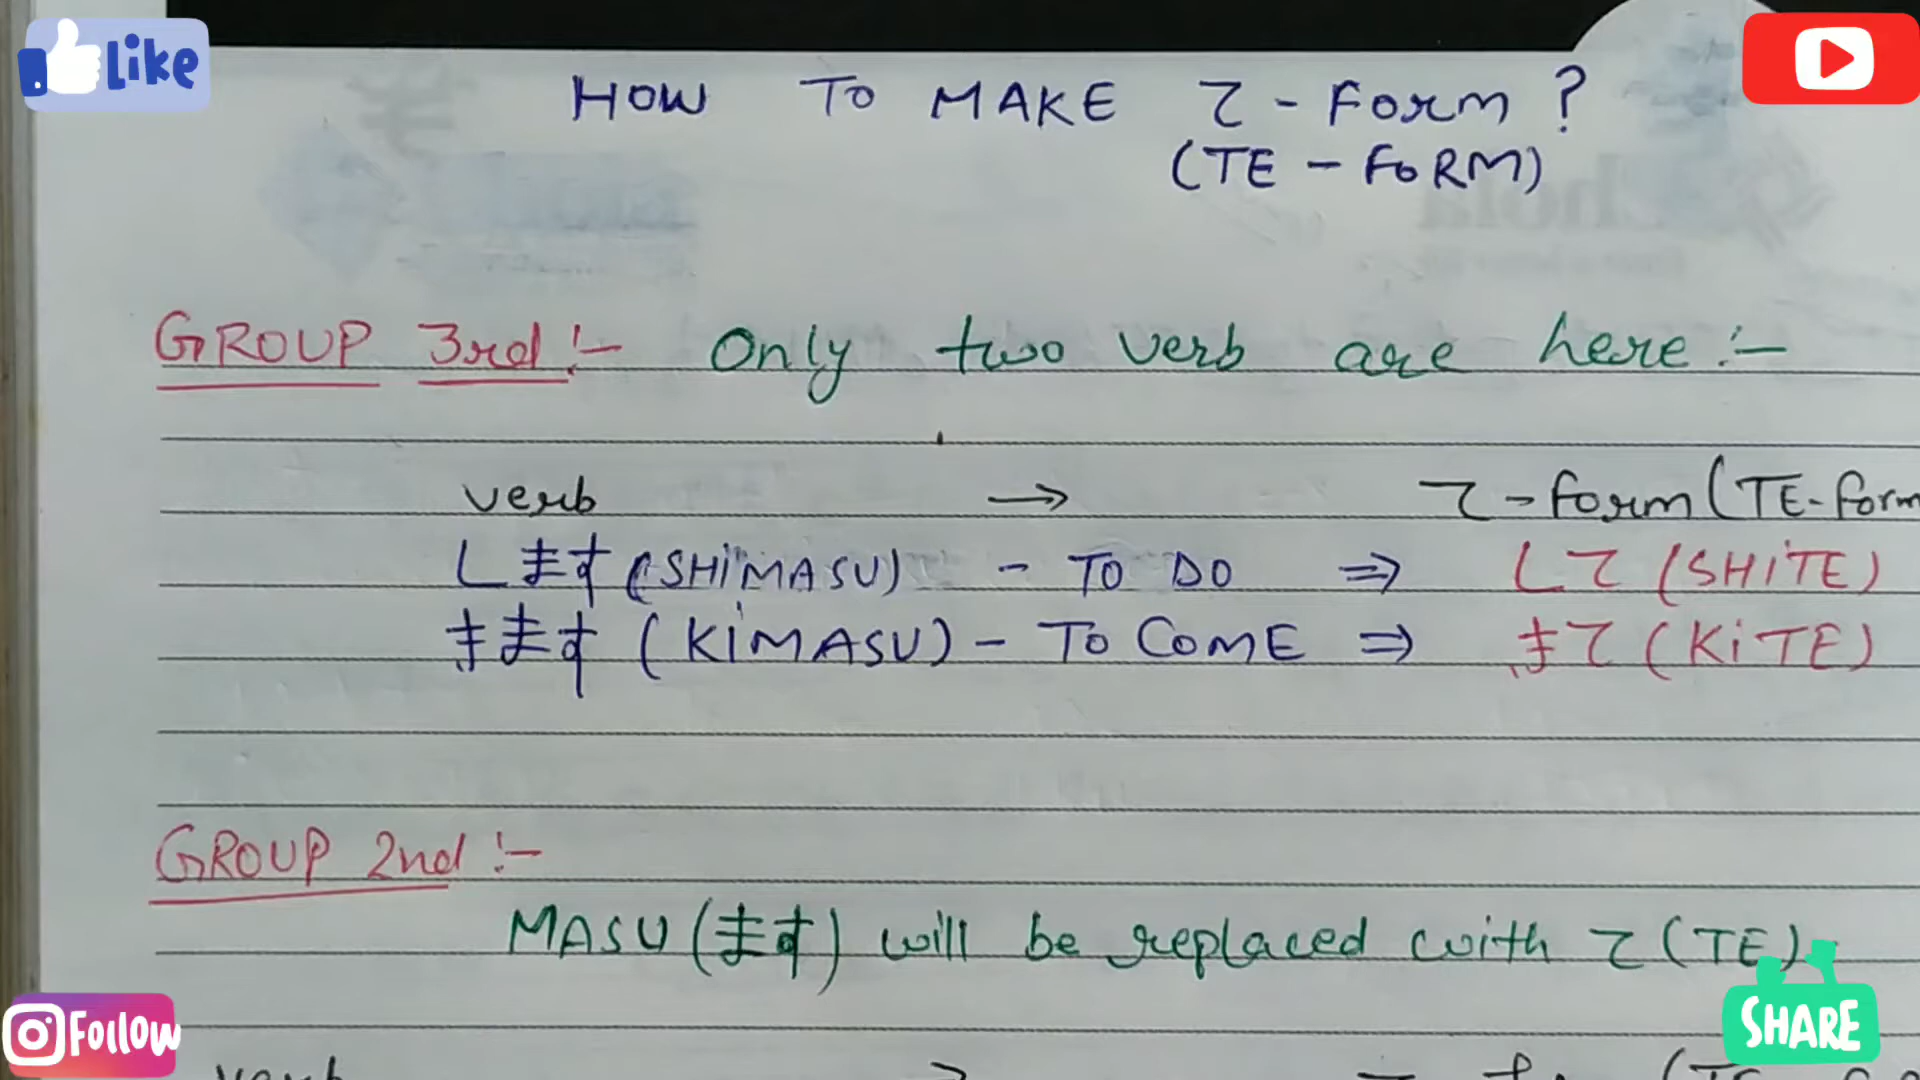 Like
HOW TO MAKE て - FORM ?
(TE - FORM)
GROUP 3rd :- Only two verb are here :-
verb → て - form (TE-form
します (SHIMASU) - TO DO ⇒ して (SHITE)
きます (KIMASU) - TO COME ⇒ きて (KITE)
GROUP 2nd :-
MASU (ます) will be replaced with て (TE).
Follow
SHARE
verb →